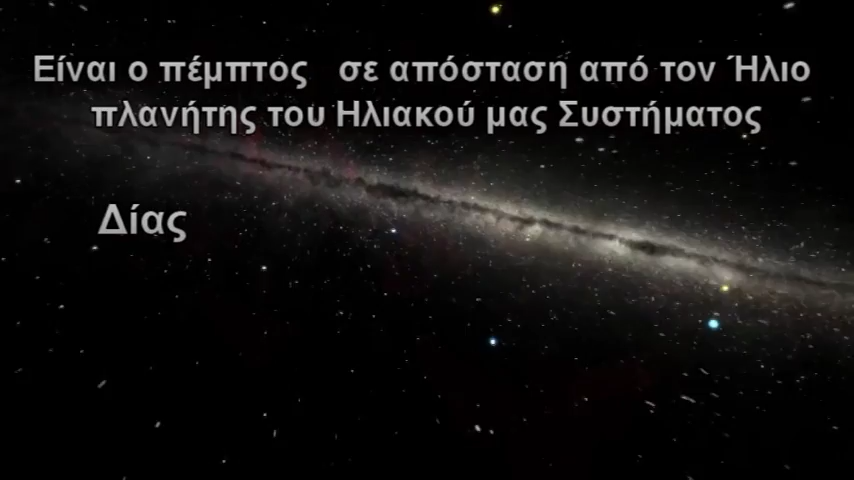 Είναι ο πέμπτος σε απόσταση από τον Ήλιο
πλανήτης του Ηλιακού μας Συστήματος
Δίας